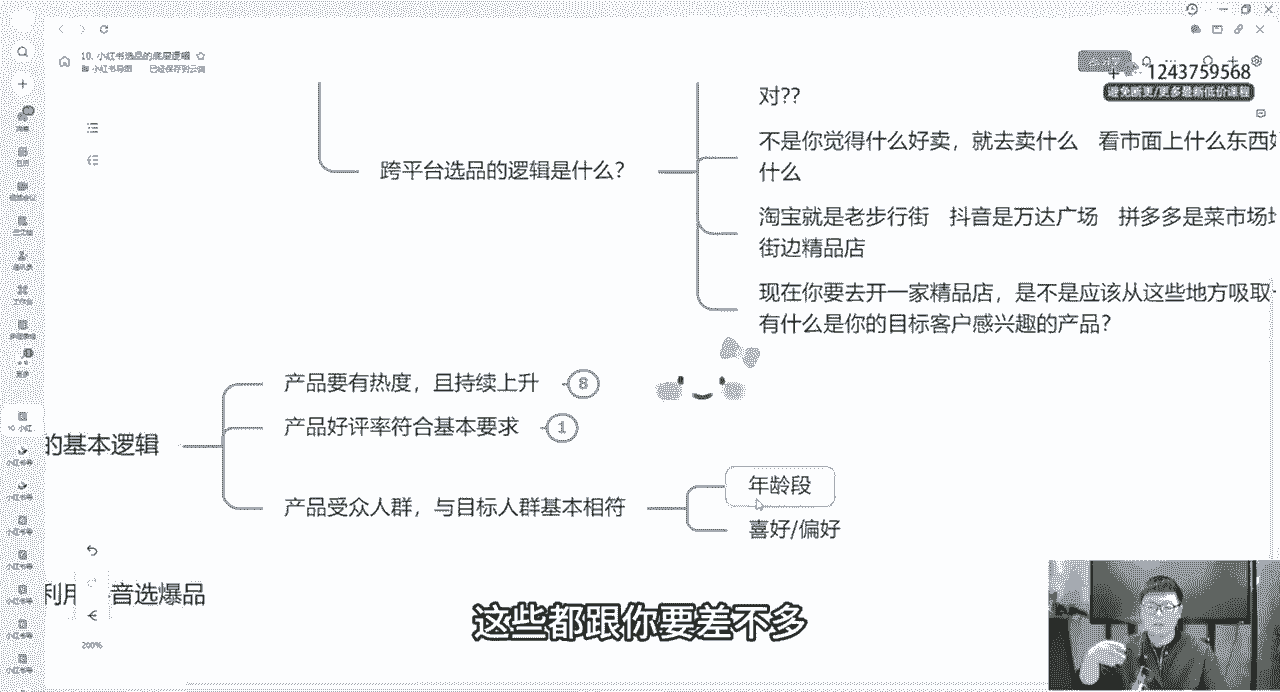 10. 小红书选品的底层逻辑
小红书导图 已经保存到云端
1243759568
避免断更/更多最新低价课程
对??
不是你觉得什么好卖，就去卖什么 看市面上什么东西
什么
跨平台选品的逻辑是什么？
淘宝就是老步行街 抖音是万达广场 拼多多是菜市场
街边精品店
现在你要去开一家精品店，是不是应该从这些地方吸取
有什么是你的目标客户感兴趣的产品？
产品要有热度，且持续上升 8
产品好评率符合基本要求 1
的基本逻辑
年龄段
产品受众人群，与目标人群基本相符
喜好/偏好
利用 音选爆品
这些都跟你要差不多
200%